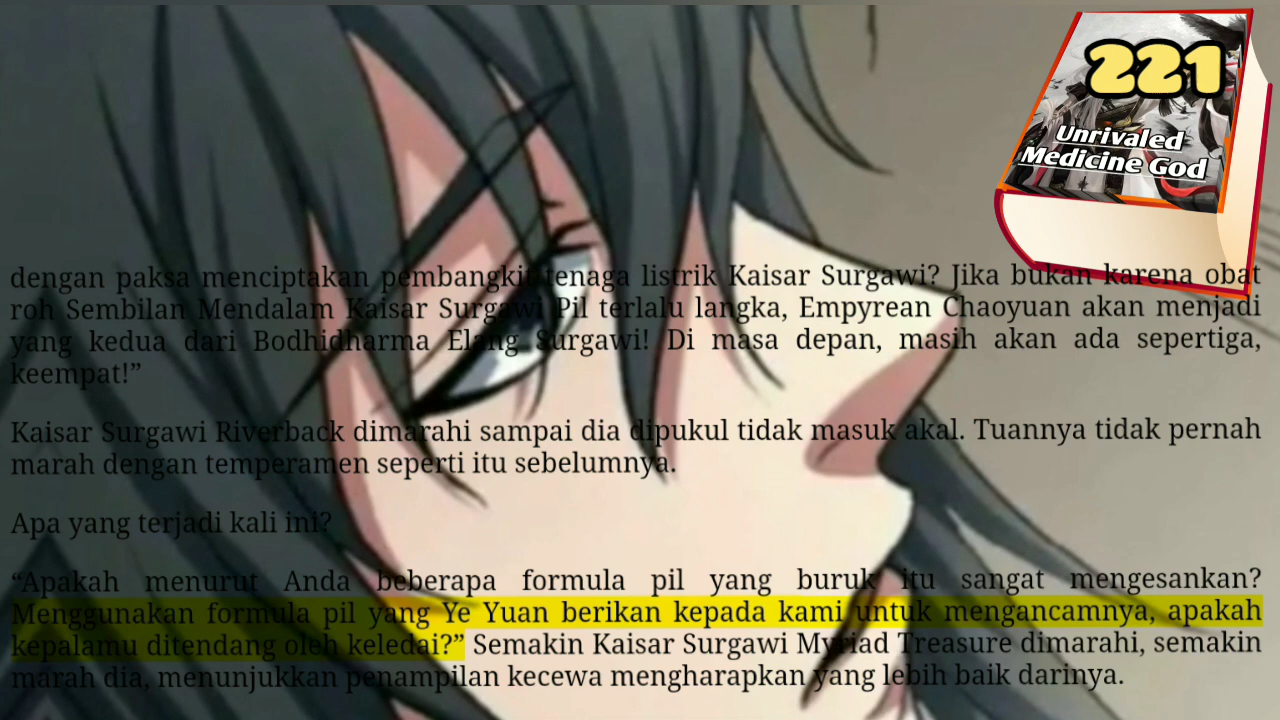 221
Unrivaled
Medicine God
dengan paksa menciptakan pembangkit tenaga listrik Kaisar Surgawi? Jika bukan karena obat
roh Sembilan Mendalam Kaisar Surgawi Pil terlalu langka, Empyrean Chaoyuan akan menjadi
yang kedua dari Bodhidharma Elang Surgawi! Di masa depan, masih akan ada sepertiga,
keempat!”
Kaisar Surgawi Riverback dimarahi sampai dia dipukul tidak masuk akal. Tuannya tidak pernah
marah dengan temperamen seperti itu sebelumnya.
Apa yang terjadi kali ini?
“Apakah menurut Anda beberapa formula pil yang buruk itu sangat mengesankan?
Menggunakan formula pil yang Ye Yuan berikan kepada kami untuk mengancamnya, apakah
kepalamu ditendang oleh keledai?” Semakin Kaisar Surgawi Myriad Treasure dimarahi, semakin
marah dia, menunjukkan penampilan kecewa mengharapkan yang lebih baik darinya.